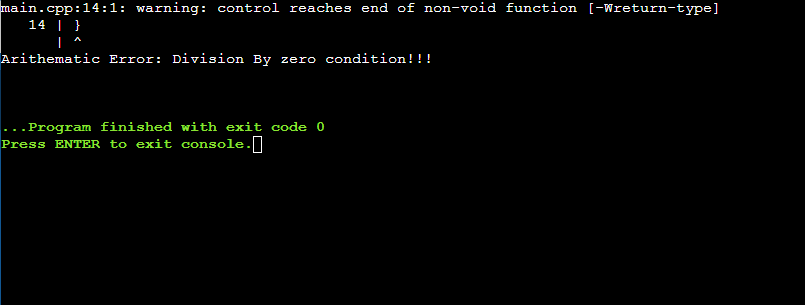 main.cpp:14:1: warning: control reaches end of non-void function [-Wreturn-type]
14 | }
| ^
Arithematic Error: Division By zero condition!!!
...Program finished with exit code 0
Press ENTER to exit console.